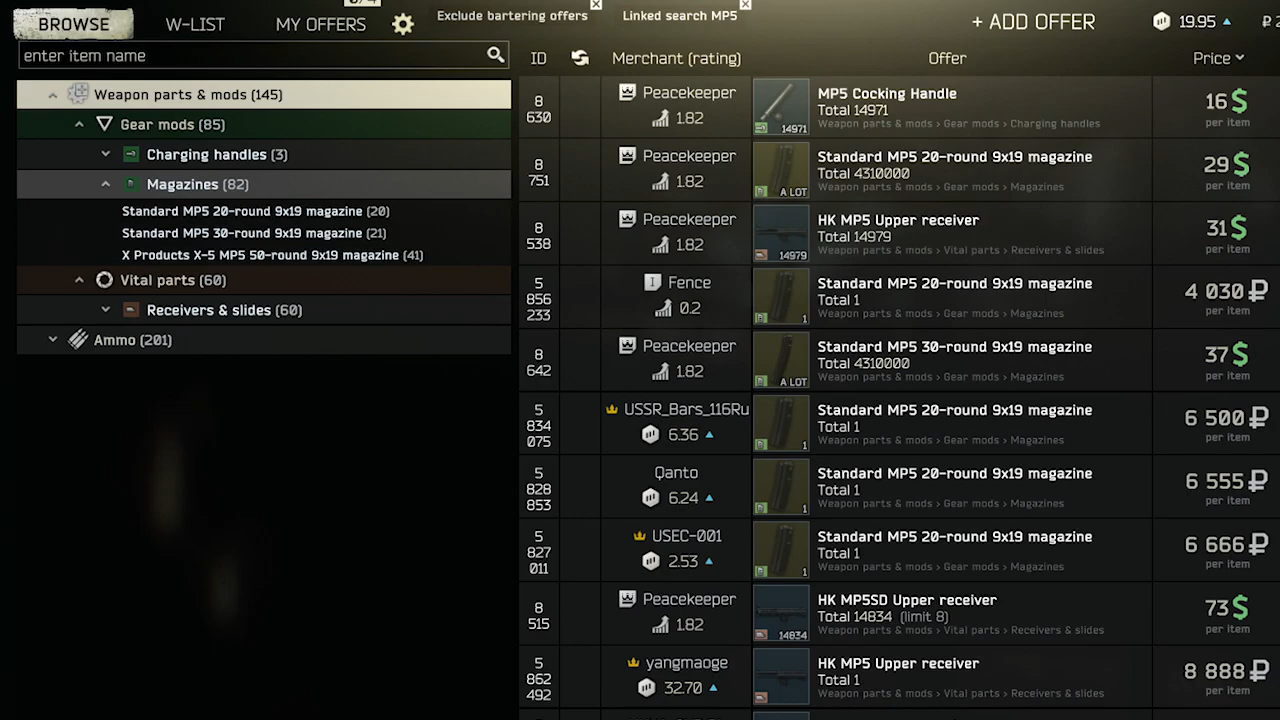 BROWSE
W-LIST
MY OFFERS
Exclude bartering offers
Linked search MP5
+ ADD OFFER
19.95
enter item name
ID
Merchant (rating)
Offer
Price
Weapon parts & mods (145)
Gear mods (85)
Charging handles (3)
Magazines (82)
Standard MP5 20-round 9x19 magazine (20)
Standard MP5 30-round 9x19 magazine (21)
X Products X-5 MP5 50-round 9x19 magazine (41)
Vital parts (60)
Receivers & slides (60)
Ammo (201)
8 630
Peacekeeper
1.82
14971
MP5 Cocking Handle
Total 14971
Weapon parts & mods › Gear mods › Charging handles
16 $
per item
8 751
Peacekeeper
1.82
A LOT
Standard MP5 20-round 9x19 magazine
Total 4310000
Weapon parts & mods › Gear mods › Magazines
29 $
per item
8 538
Peacekeeper
1.82
14979
HK MP5 Upper receiver
Total 14979
Weapon parts & mods › Vital parts › Receivers & slides
31 $
per item
5 856 233
I Fence
0.2
1
Standard MP5 20-round 9x19 magazine
Total 1
Weapon parts & mods › Gear mods › Magazines
4 030 ₽
per item
8 642
Peacekeeper
1.82
A LOT
Standard MP5 30-round 9x19 magazine
Total 4310000
Weapon parts & mods › Gear mods › Magazines
37 $
per item
5 834 075
USSR_Bars_116Ru
6.36
1
Standard MP5 20-round 9x19 magazine
Total 1
Weapon parts & mods › Gear mods › Magazines
6 500 ₽
per item
5 828 853
Qanto
6.24
1
Standard MP5 20-round 9x19 magazine
Total 1
Weapon parts & mods › Gear mods › Magazines
6 555 ₽
per item
5 827 011
USEC-001
2.53
1
Standard MP5 20-round 9x19 magazine
Total 1
Weapon parts & mods › Gear mods › Magazines
6 666 ₽
per item
8 515
Peacekeeper
1.82
14834
HK MP5SD Upper receiver
Total 14834 (limit 8)
Weapon parts & mods › Vital parts › Receivers & slides
73 $
per item
5 862 492
yangmaoge
32.70
1
HK MP5 Upper receiver
Total 1
Weapon parts & mods › Vital parts › Receivers & slides
8 888 ₽
per item